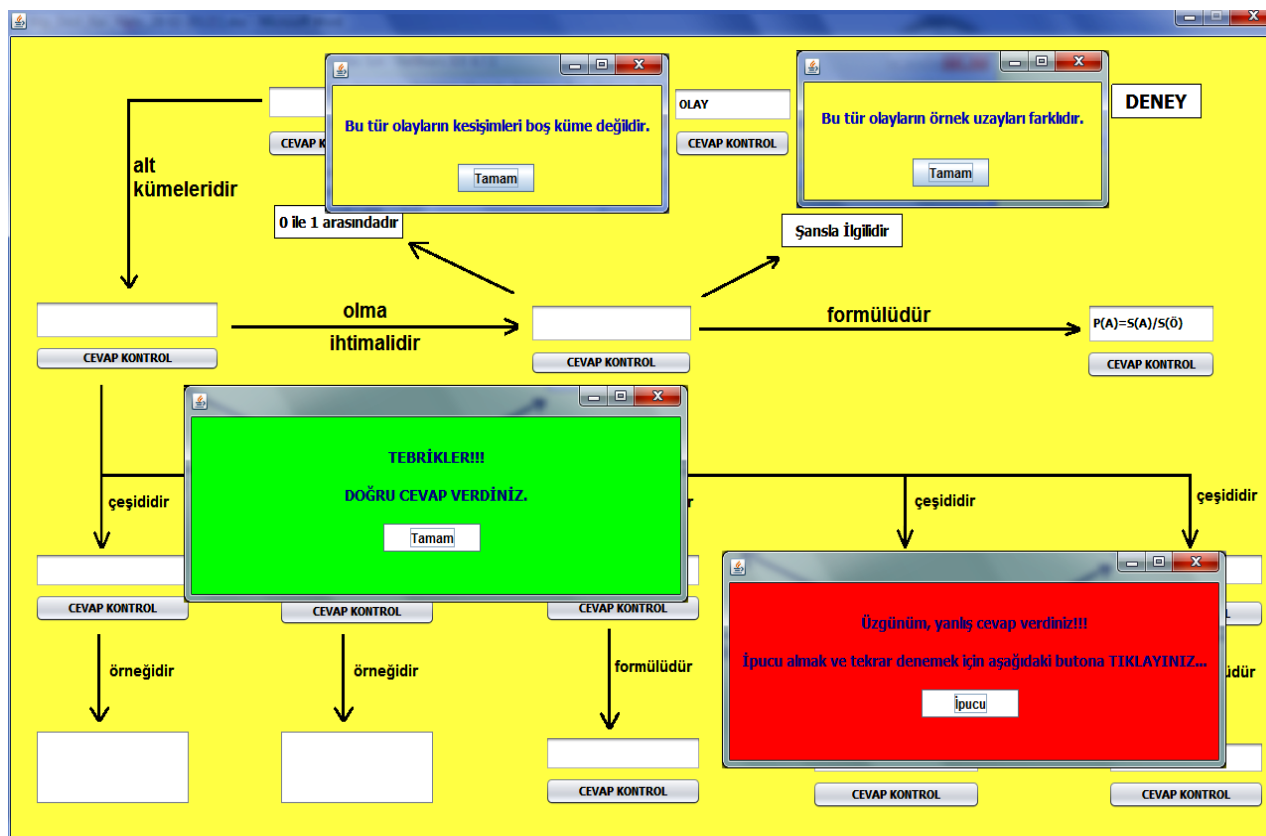 Bu tür olayların kesişimleri boş küme değildir.
Tamam
OLAY
CEVAP KONTROL
Bu tür olayların örnek uzayları farklıdır.
Tamam
DENEY
CEVAP K
alt
kümeleridir
0 ile 1 arasındadır
Şansla İlgilidir
olma
ihtimalidir
formülüdür
P(A)=S(A)/S(Ö)
CEVAP KONTROL
CEVAP KONTROL
CEVAP KONTROL
TEBRİKLER!!!
DOĞRU CEVAP VERDİNİZ.
Tamam
çeşididir
r
çeşididir
çeşididir
CEVAP KONTROL
CEVAP KONTROL
CEVAP KONTROL
L
Üzgünüm, yanlış cevap verdiniz!!!
İpucu almak ve tekrar denemek için aşağıdaki butona TIKLAYINIZ...
İpucu
örneğidir
örneğidir
formülüdür
lüdür
CEVAP KONTROL
CEVAP KONTROL
CEVAP KONTROL